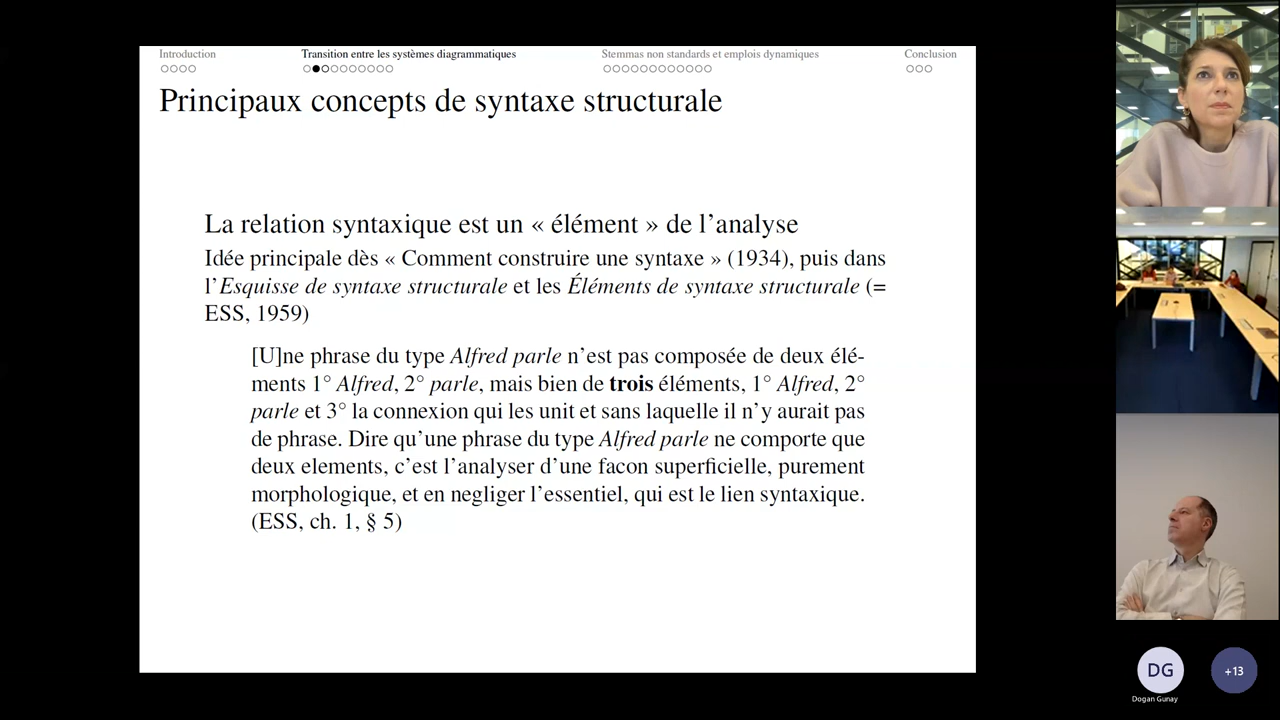 Introduction
Transition entre les systèmes diagrammatiques
Stemmas non standards et emplois dynamiques
Conclusion
Principaux concepts de syntaxe structurale
La relation syntaxique est un « élément » de l'analyse
Idée principale dès « Comment construire une syntaxe » (1934), puis dans
l'Esquisse de syntaxe structurale et les Éléments de syntaxe structurale (=
ESS, 1959)
[U]ne phrase du type Alfred parle n'est pas composée de deux élé-
ments 1° Alfred, 2° parle, mais bien de trois éléments, 1° Alfred, 2°
parle et 3° la connexion qui les unit et sans laquelle il n'y aurait pas
de phrase. Dire qu'une phrase du type Alfred parle ne comporte que
deux elements, c'est l'analyser d'une facon superficielle, purement
morphologique, et en negliger l'essentiel, qui est le lien syntaxique.
(ESS, ch. 1, § 5)
DG
+13
Dogan Gunay